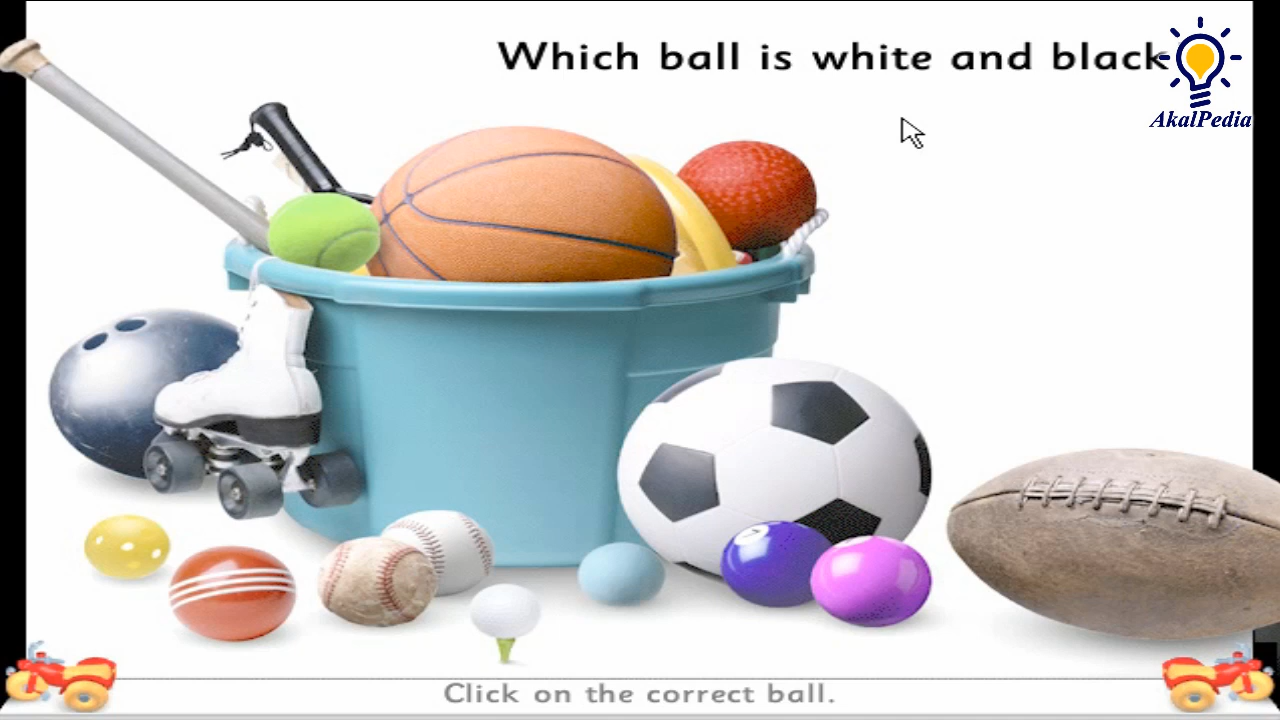 Which ball is white and black
AkalPedia
Click on the correct ball.